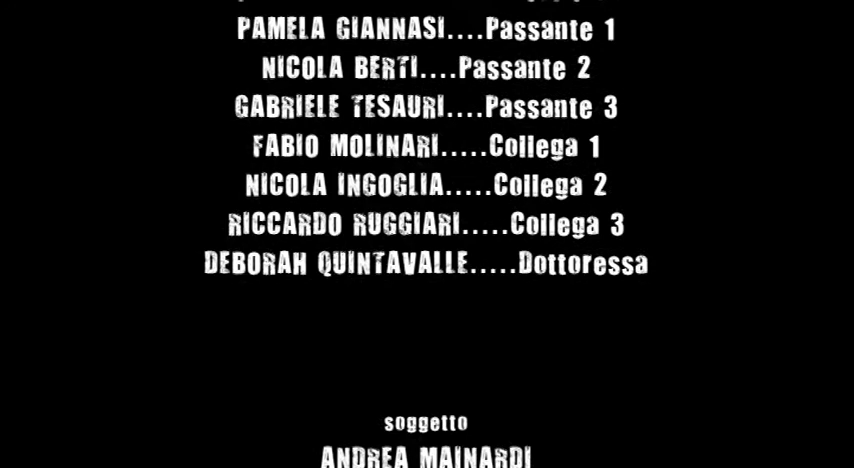 PAMELA GIANNASI....Passante 1
NICOLA BERTI....Passante 2
GABRIELE TESAURI....Passante 3
FABIO MOLINARI.....Collega 1
NICOLA INGOGLIA.....Collega 2
RICCARDO RUGGIARI.....Collega 3
DEBORAH QUINTAVALLE.....Dottoressa
soggetto
ANDREA MAINARDI